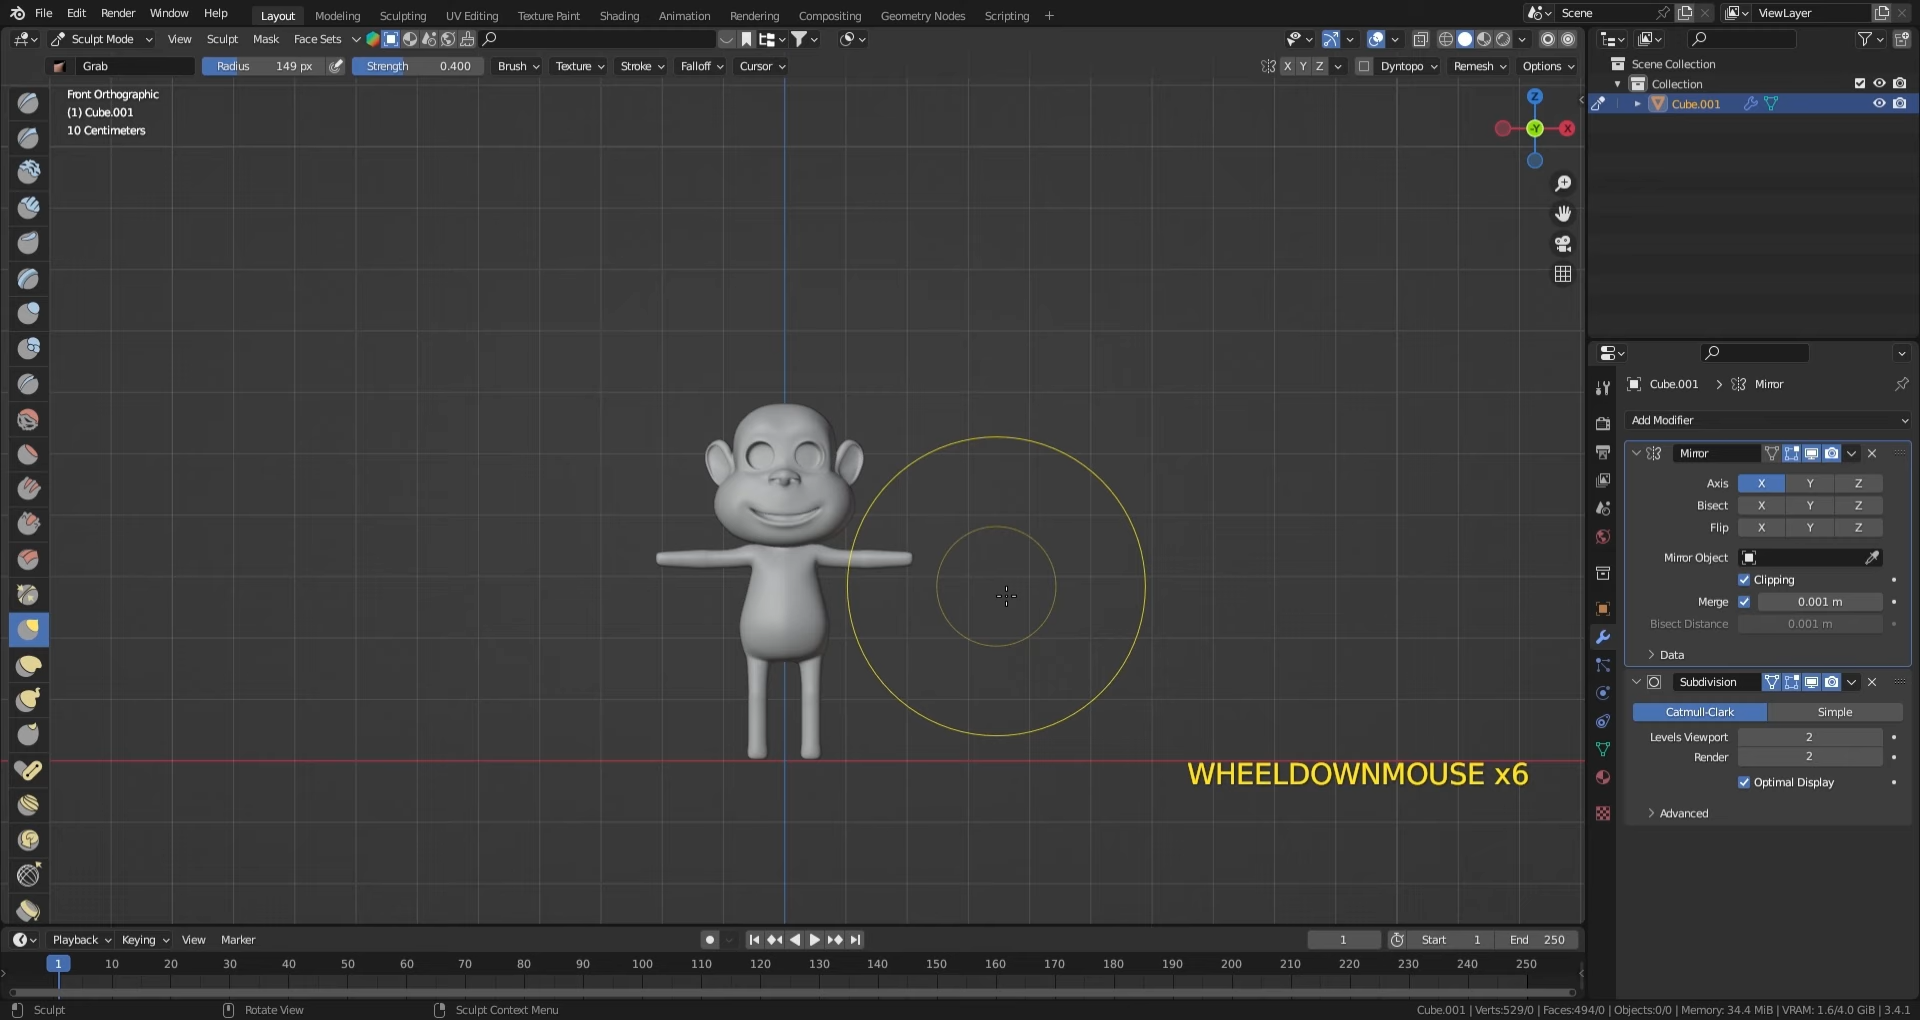 File Edit Render Window Help Layout Modeling Sculpting UV Editing Texture Paint Shading Animation Rendering Compositing Geometry Nodes Scripting + Scene ViewLayer
Sculpt Mode View Sculpt Mask Face Sets
Grab Radius 149 px Strength 0.400 Brush Texture Stroke Falloff Cursor X Y Z Dyntopo Remesh Options
Front Orthographic
(1) Cube.001
10 Centimeters
Z
-Y
X
Scene Collection
Collection
Cube.001
Cube.001 > Mirror
Add Modifier
Mirror
Axis X Y Z
Bisect X Y Z
Flip X Y Z
Mirror Object
Clipping
Merge 0.001 m
Bisect Distance 0.001 m
Data
Subdivision
Catmull-Clark Simple
Levels Viewport 2
Render 2
Optimal Display
Advanced
WHEELDOWNMOUSE x6
Playback Keying View Marker 1 Start 1 End 250
1 10 20 30 40 50 60 70 80 90 100 110 120 130 140 150 160 170 180 190 200 210 220 230 240 250
Sculpt Rotate View Sculpt Context Menu Cube.001 | Verts:529/0 | Faces:494/0 | Objects:0/0 | Memory: 34.4 MiB | VRAM: 1.6/4.0 GiB | 3.4.1